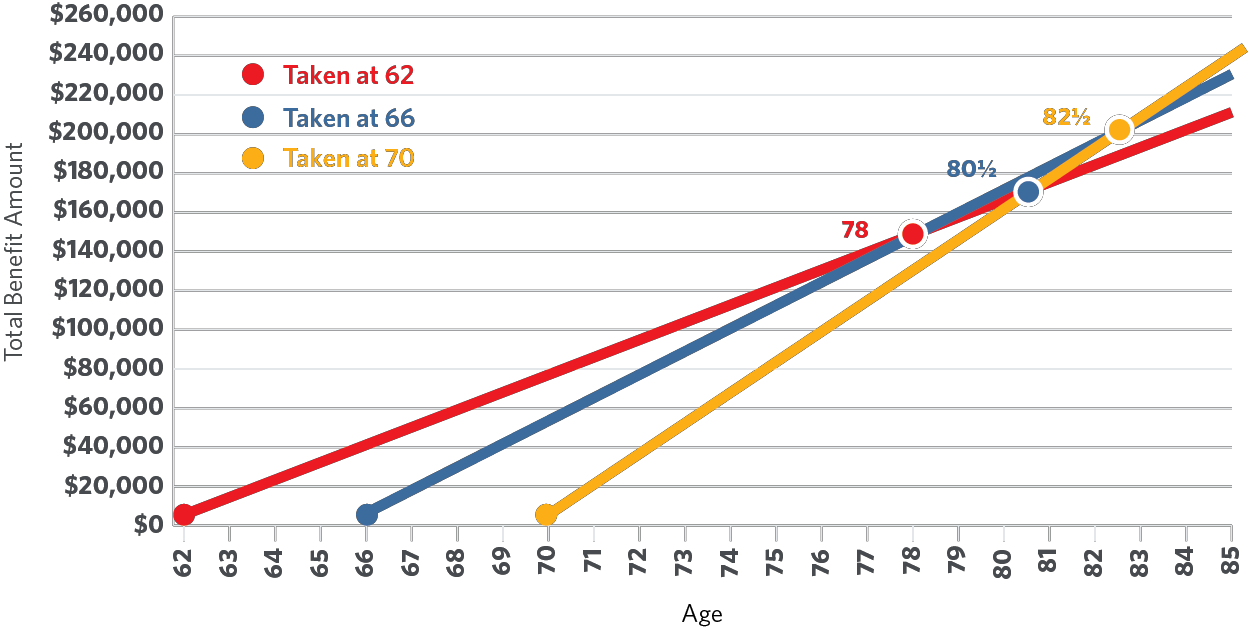 $260,000
$240,000
$220,000
$200,000
$180,000
$160,000
$140,000
$120,000
$100,000
$80,000
$60,000
$40,000
$20,000
$0
Total Benefit Amount
Taken at 62
Taken at 66
Taken at 70
78
80½
82½
62 63 64 65 66 67 68 69 70 71 72 73 74 75 76 77 78 79 80 81 82 83 84 85
Age